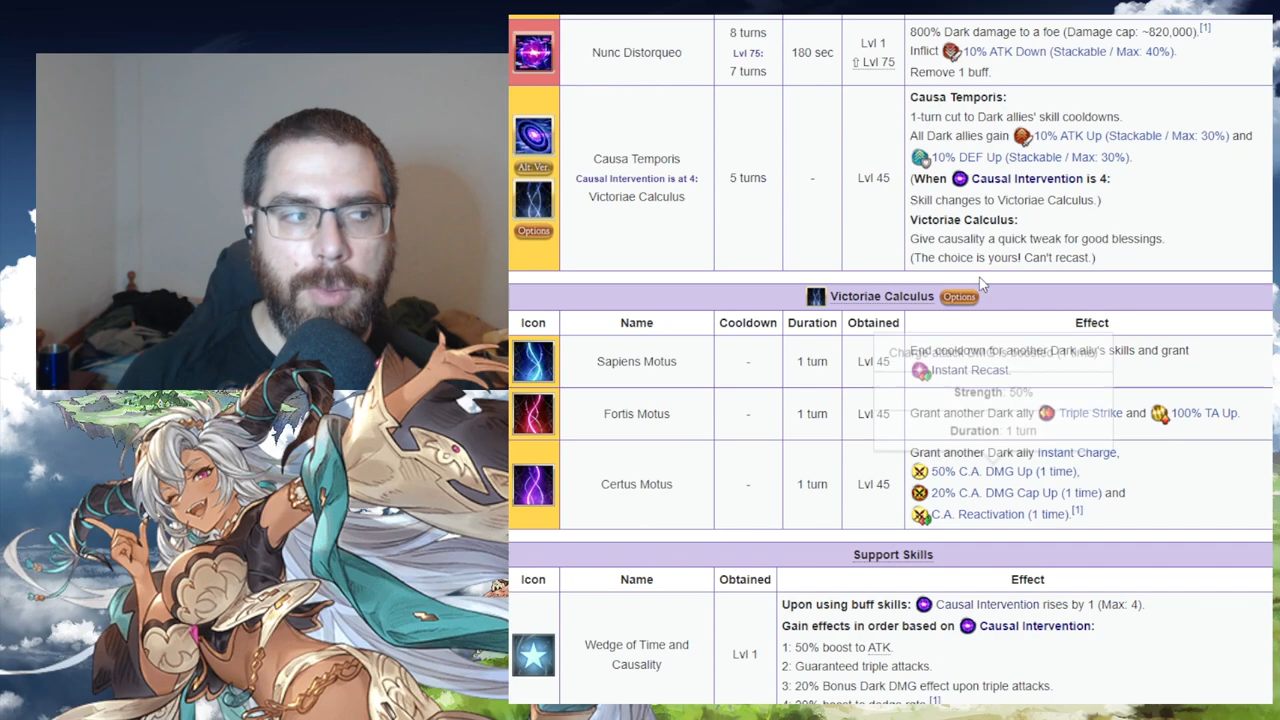 Nunc Distorqueo
8 turns
Lvl 75:
7 turns
180 sec
Lvl 1
⇧ Lvl 75
800% Dark damage to a foe (Damage cap: ~820,000).[1]
Inflict 10% ATK Down (Stackable / Max: 40%).
Remove 1 buff.
Alt. Ver.
Options
Causa Temporis
Causal Intervention is at 4:
Victoriae Calculus
5 turns
-
Lvl 45
Causa Temporis:
1-turn cut to Dark allies' skill cooldowns.
All Dark allies gain 10% ATK Up (Stackable / Max: 30%) and
10% DEF Up (Stackable / Max: 30%).
(When Causal Intervention is 4:
Skill changes to Victoriae Calculus.)
Victoriae Calculus:
Give causality a quick tweak for good blessings.
(The choice is yours! Can't recast.)
Victoriae Calculus Options
Icon Name Cooldown Duration Obtained Effect
Sapiens Motus - 1 turn Lvl 45
End cooldown for another Dark ally's skills and grant
Instant Recast.
Strength: 50%
Fortis Motus - 1 turn Lvl 45 Grant another Dark ally Triple Strike and 100% TA Up.
Duration: 1 turn
Certus Motus - 1 turn Lvl 45
Grant another Dark ally Instant Charge,
50% C.A. DMG Up (1 time),
20% C.A. DMG Cap Up (1 time) and
C.A. Reactivation (1 time).[1]
Support Skills
Icon Name Obtained Effect
Wedge of Time and
Causality
Lvl 1
Upon using buff skills: Causal Intervention rises by 1 (Max: 4).
Gain effects in order based on Causal Intervention:
1: 50% boost to ATK.
2: Guaranteed triple attacks.
3: 20% Bonus Dark DMG effect upon triple attacks.